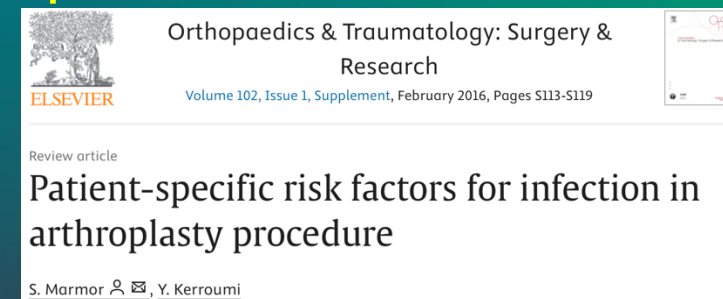 Orthopaedics & Traumatology: Surgery &
Research
Volume 102, Issue 1, Supplement, February 2016, Pages S113-S119
ELSEVIER
Review article
Patient-specific risk factors for infection in
arthroplasty procedure
S. Marmor, Y. Kerroumi